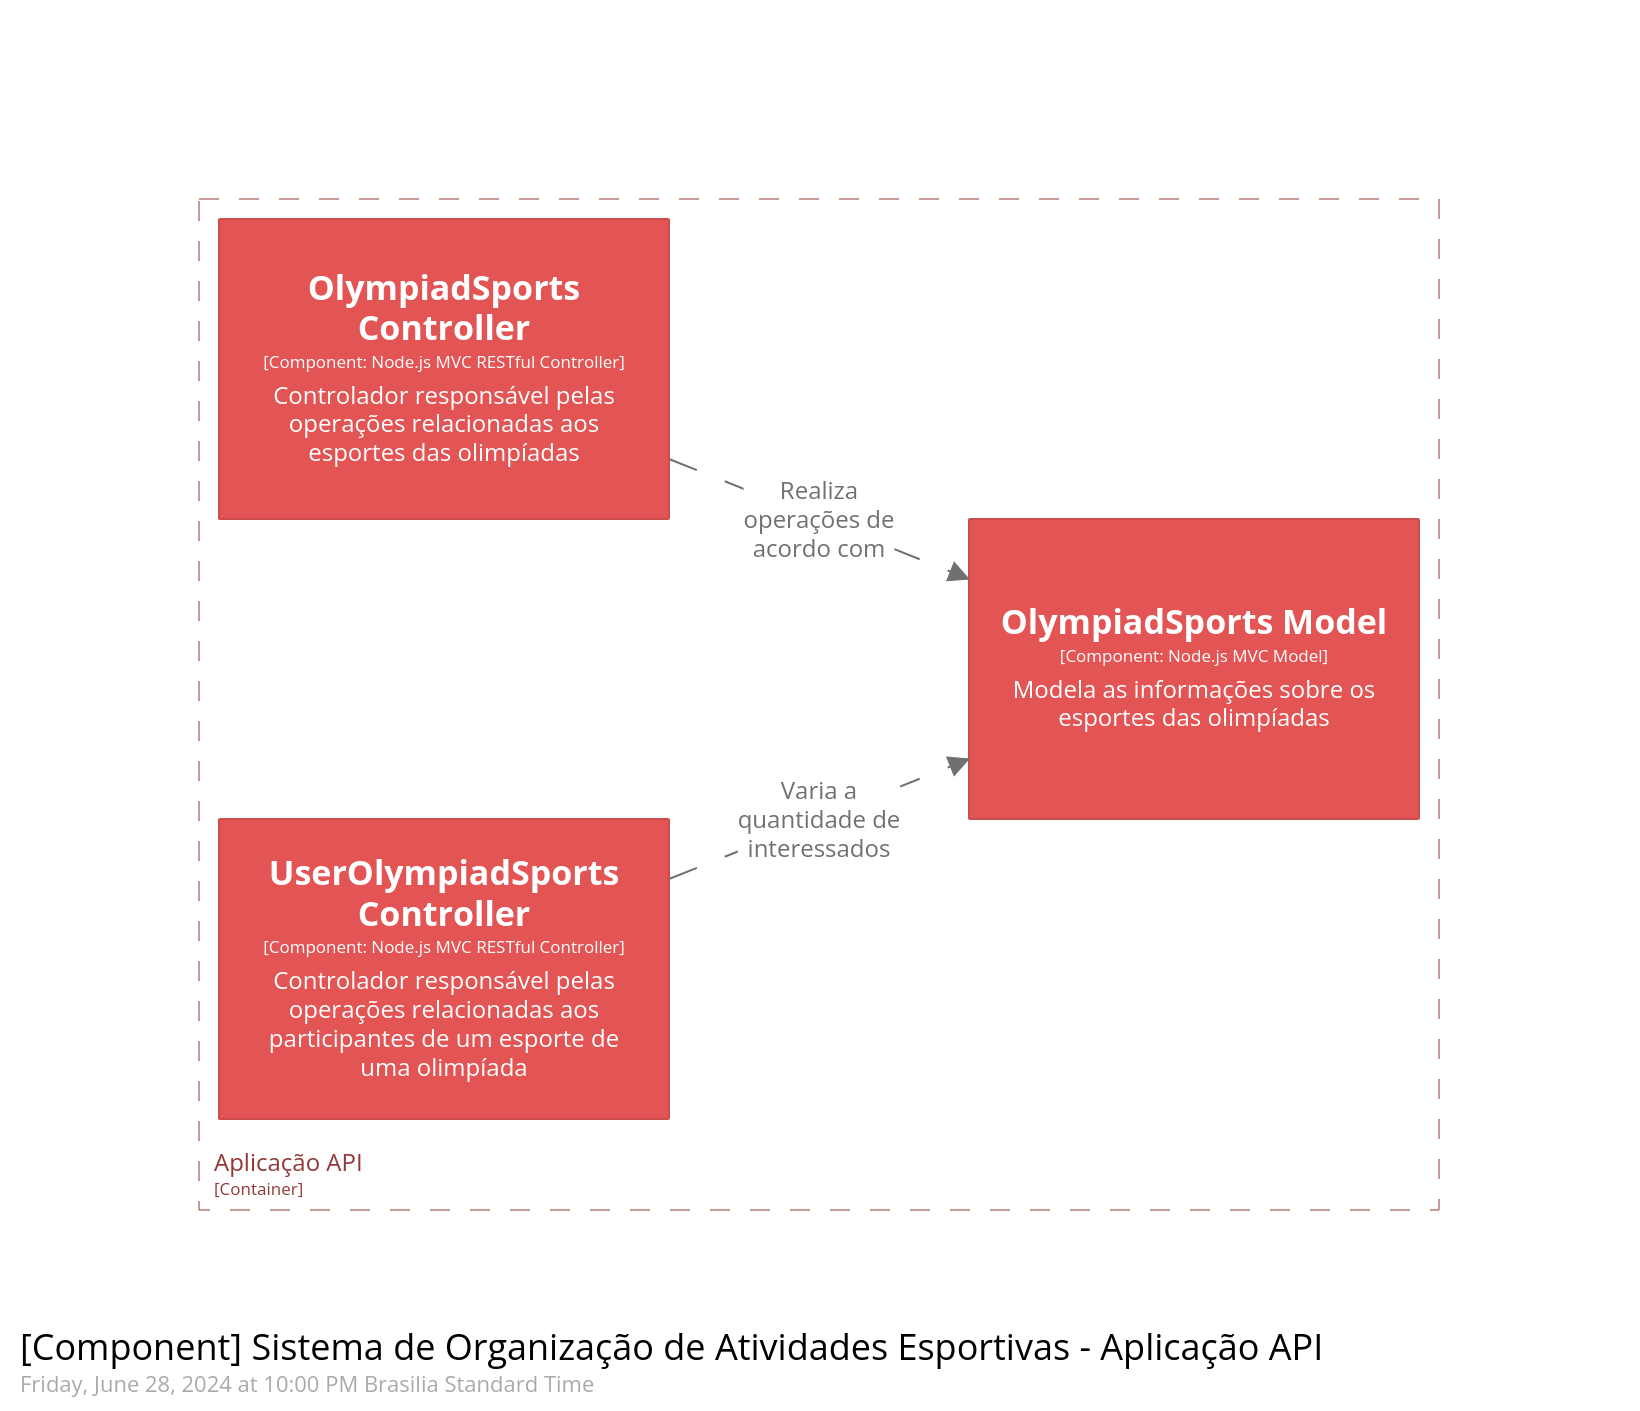 OlympiadSports
Controller
[Component: Node.js MVC RESTful Controller]
Controlador responsável pelas
operações relacionadas aos
esportes das olimpíadas
Realiza
operações de
acordo com
OlympiadSports Model
[Component: Node.js MVC Model]
Modela as informações sobre os
esportes das olimpíadas
Varia a
quantidade de
interessados
UserOlympiadSports
Controller
[Component: Node.js MVC RESTful Controller]
Controlador responsável pelas
operações relacionadas aos
participantes de um esporte de
uma olimpíada
Aplicação API
[Container]
[Component] Sistema de Organização de Atividades Esportivas - Aplicação API
Friday, June 28, 2024 at 10:00 PM Brasilia Standard Time